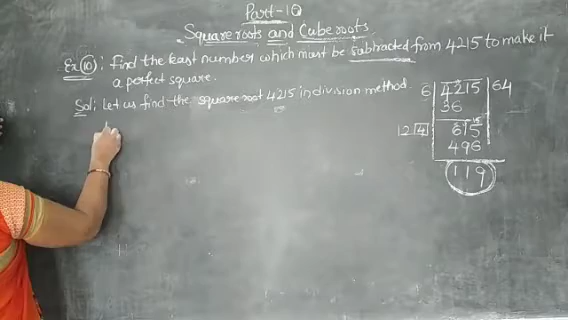 Part-10
Square roots and Cube roots
Ex 10: Find the least number which must be subtracted from 4215 to make it
a perfect square.
Sol: Let us find the square root 4215 in division method.
6 4215 64
36
124 615
496
119